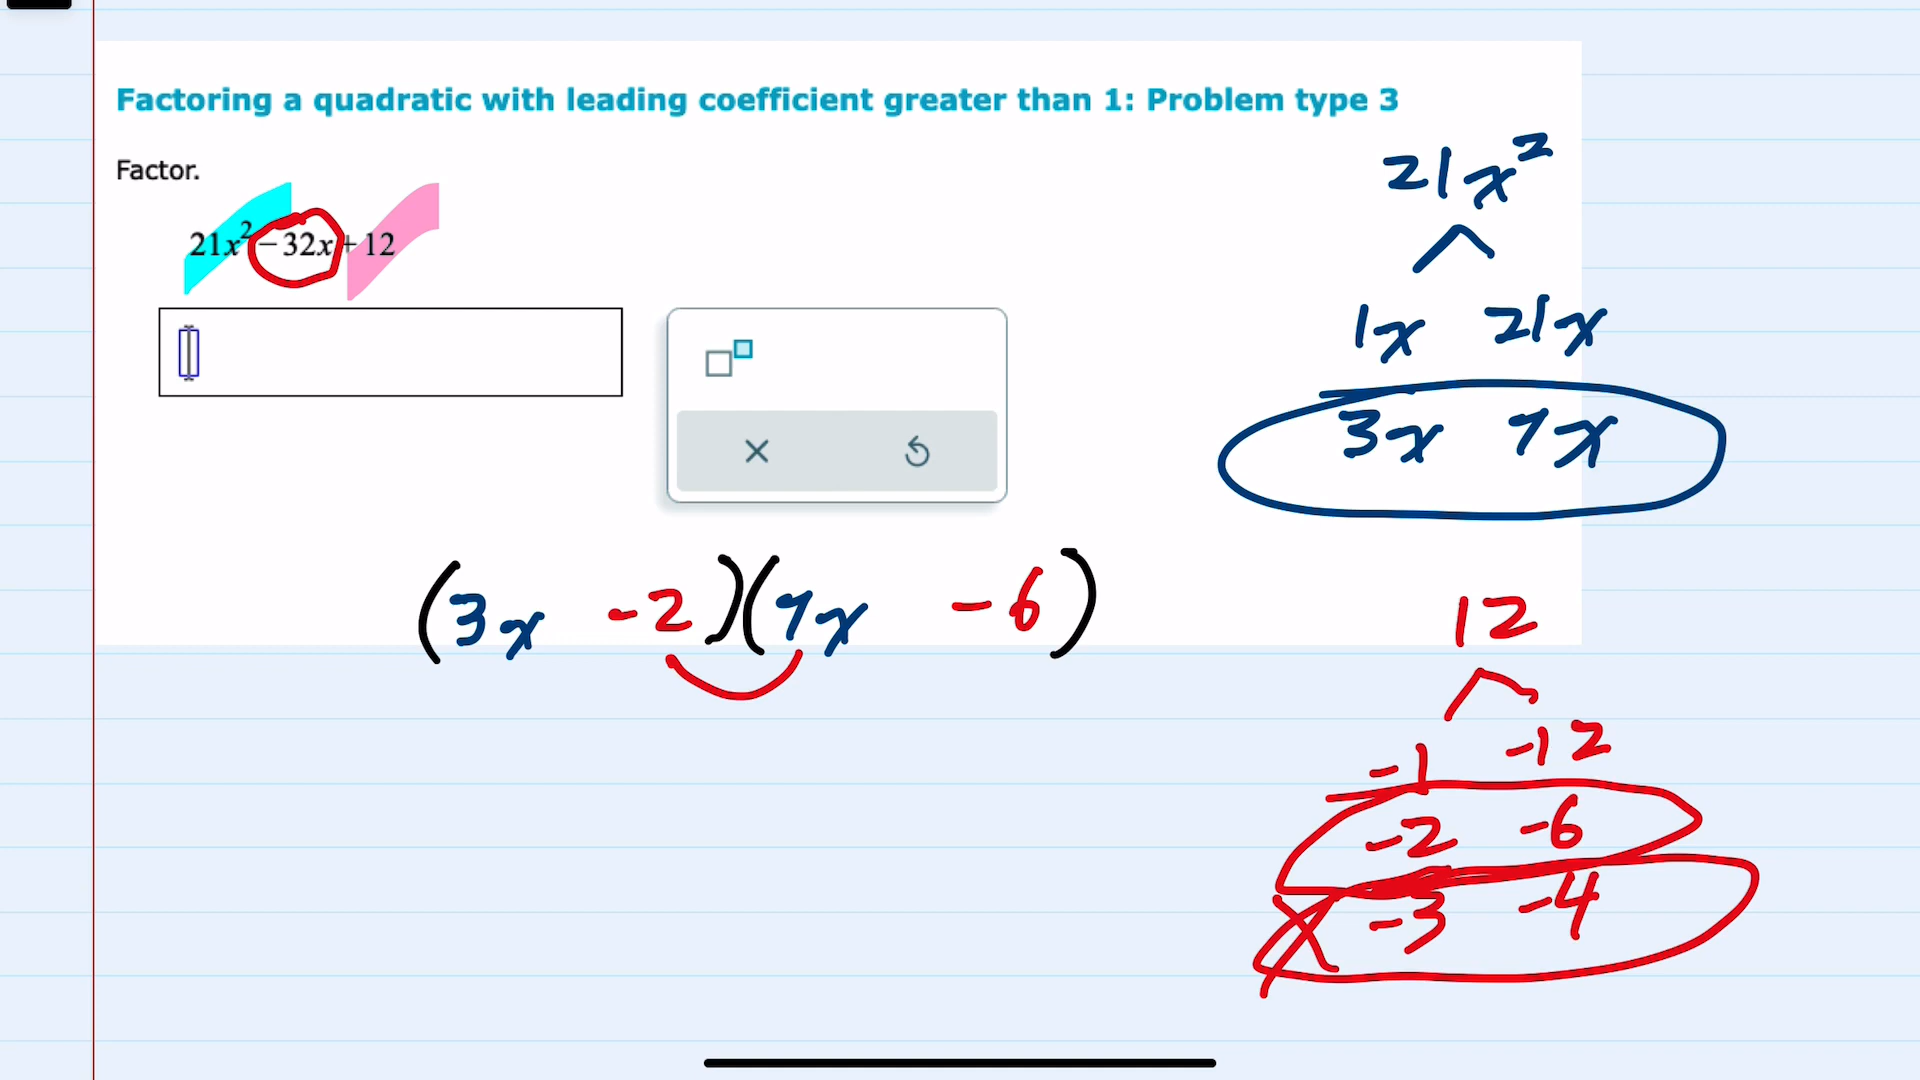 Factoring a quadratic with leading coefficient greater than 1: Problem type 3
Factor.
21x² − 32x + 12
21x²
1x 21x
3x 7x
(3x -2)(7x -6)
12
-1 -12
-2 -6
-3 -4